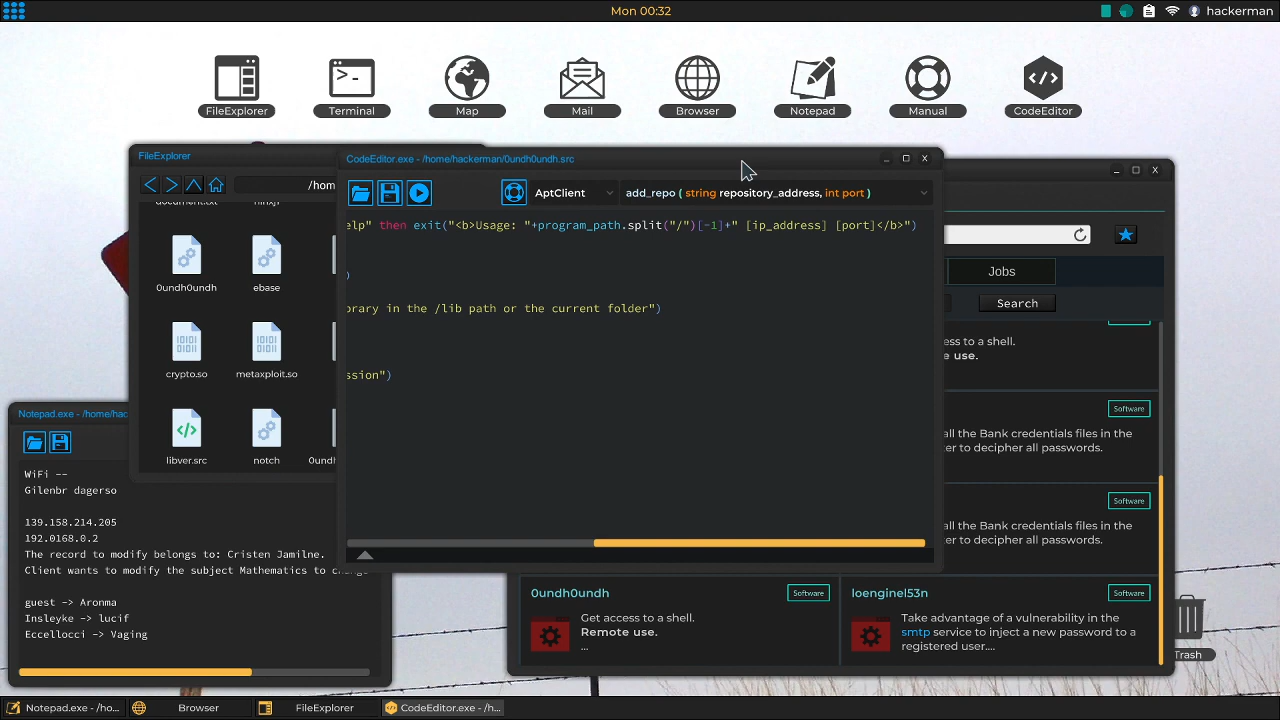 Mon 00:32
hackerman
FileExplorer
Terminal
Map
Mail
Browser
Notepad
Manual
CodeEditor
FileExplorer
/hom
document.txt
0undh0undh
ebase
crypto.so
metaxploit.so
libver.src
notch
0undh
CodeEditor.exe - /home/hackerman/0undh0undh.src
AptClient
add_repo ( string repository_address, int port )
elp" then exit("<b>Usage: "+program_path.split("/")[-1]+" [ip_address] [port]</b>")
)
brary in the /lib path or the current folder")
ssion")
Jobs
Search
ess to a shell.
ote use.
Software
all the Bank credentials files in the
er to decipher all passwords.
Software
all the Bank credentials files in the
ter to decipher all passwords.
0undh0undh
Software
Get access to a shell.
Remote use.
...
loenginel53n
Software
Take advantage of a vulnerability in the
smtp service to inject a new password to a
registered user....
Trash
Notepad.exe - /home/hac
WiFi --
Gilenbr dagerso
139.158.214.205
192.0168.0.2
The record to modify belongs to: Cristen Jamilne.
Client wants to modify the subject Mathematics to chang
guest -> Aronma
Insleyke -> lucif
Eccellocci -> Vaging
Notepad.exe - /ho...
Browser
FileExplorer
CodeEditor.exe - /h...